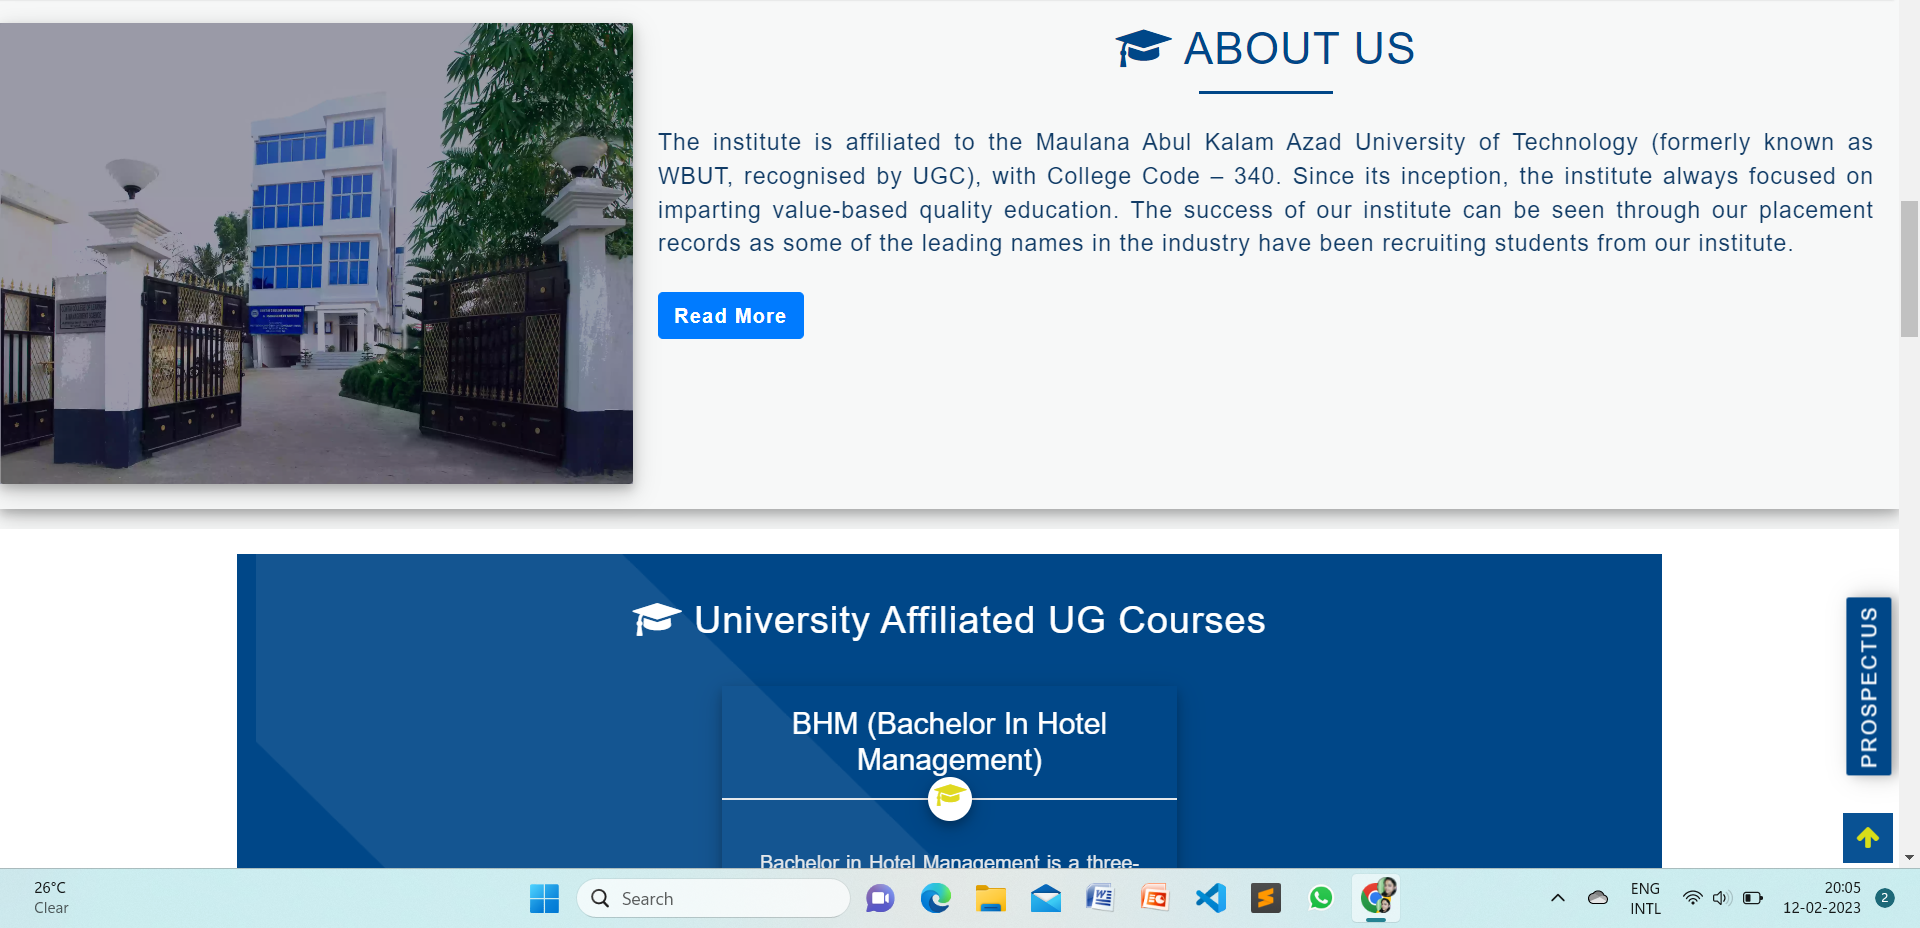 ABOUT US
The institute is affiliated to the Maulana Abul Kalam Azad University of Technology (formerly known as
WBUT, recognised by UGC), with College Code – 340. Since its inception, the institute always focused on
imparting value-based quality education. The success of our institute can be seen through our placement
records as some of the leading names in the industry have been recruiting students from our institute.
Read More
University Affiliated UG Courses
BHM (Bachelor In Hotel
Management)
Bachelor in Hotel Management is a three-
PROSPECTUS
26°C
Clear
Search
ENG
INTL
20:05
12-02-2023
2